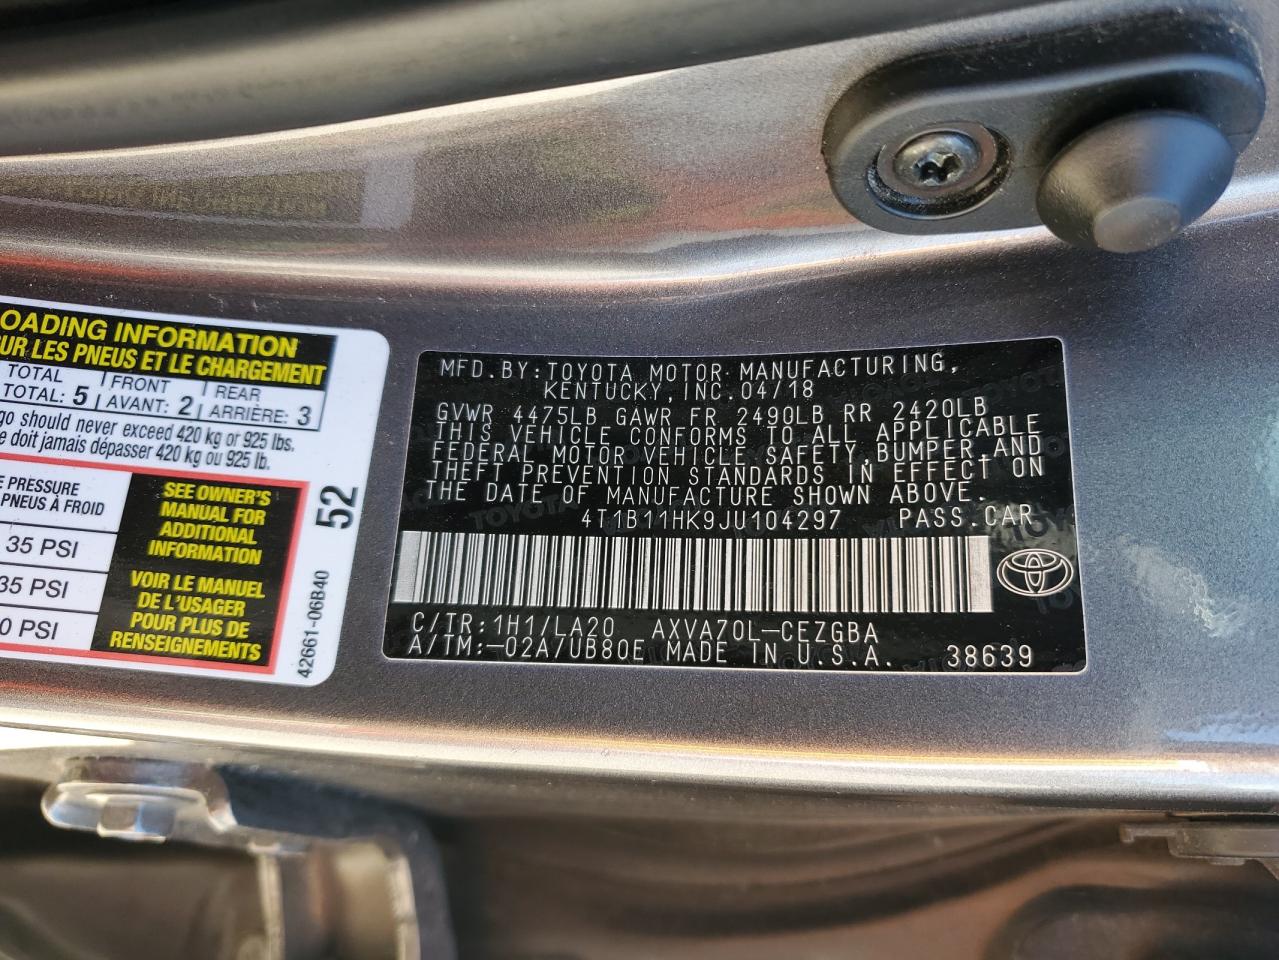 OADING INFORMATION
UR LES PNEUS ET LE CHARGEMENT
TOTAL FRONT REAR
TOTAL: 5 AVANT: 2 ARRIÈRE: 3
go should never exceed 420 kg or 925 lbs.
e doit jamais dépasser 420 kg ou 925 lb.
E PRESSURE
PNEUS À FROID
35 PSI
35 PSI
0 PSI
SEE OWNER'S
MANUAL FOR
ADDITIONAL
INFORMATION
VOIR LE MANUEL
DE L'USAGER
POUR PLUS DE
RENSEIGNEMENTS
52
42661-06B40
MFD.BY:TOYOTA MOTOR MANUFACTURING,
KENTUCKY,INC.04/18
GVWR 4475LB GAWR FR 2490LB RR 2420LB
THIS VEHICLE CONFORMS TO ALL APPLICABLE
FEDERAL MOTOR VEHICLE SAFETY,BUMPER,AND
THEFT PREVENTION STANDARDS IN EFFECT ON
THE DATE OF MANUFACTURE SHOWN ABOVE.
4T1B11HK9JU104297 PASS.CAR
C/TR:1H1/LA20 AXVA70L-CEZGBA
A/TM:-02A/UB80E MADE IN U.S.A. 38639